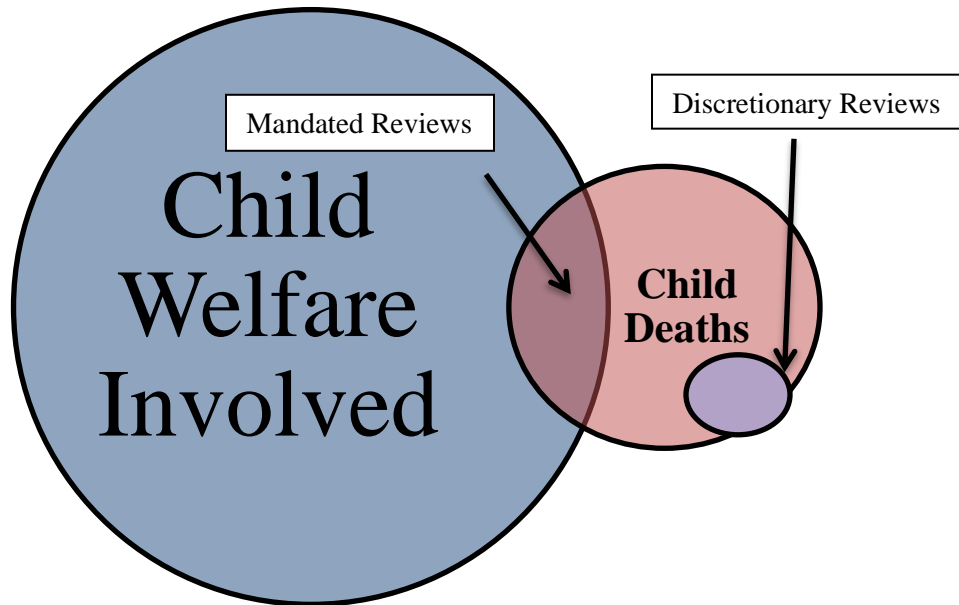 Mandated Reviews
Discretionary Reviews
Child
Welfare
Involved
Child
Deaths